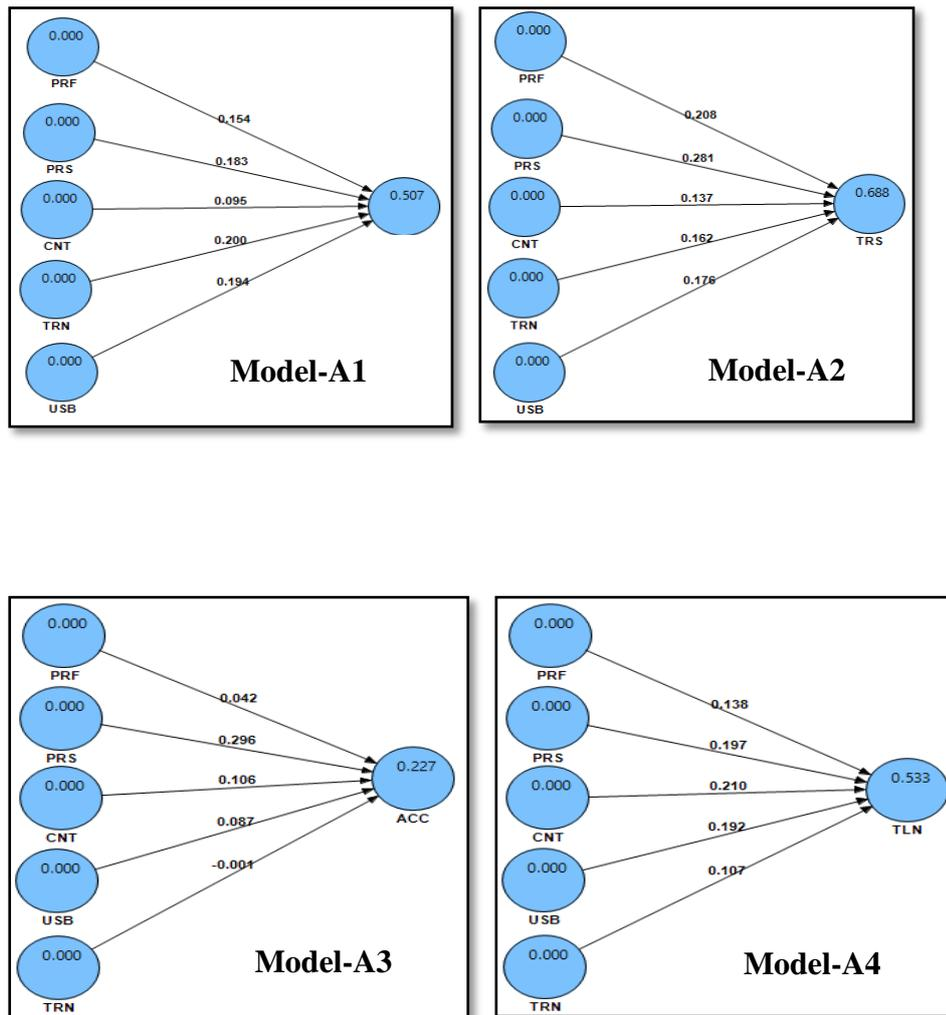 0.000
PRF
0.000
PRS
0.000
CNT
0.000
TRN
0.000
USB
0.154
0.183
0.095
0.200
0.194
0.507
Model-A1
0.000
PRF
0.000
PRS
0.000
CNT
0.000
TRN
0.000
USB
0.208
0.281
0.137
0.162
0.176
0.688
TRS
Model-A2
0.000
PRF
0.000
PRS
0.000
CNT
0.000
USB
0.000
TRN
0.042
0.296
0.106
0.087
-0.001
0.227
ACC
Model-A3
0.000
PRF
0.000
PRS
0.000
CNT
0.000
USB
0.000
TRN
0.138
0.197
0.210
0.192
0.107
0.533
TLN
Model-A4